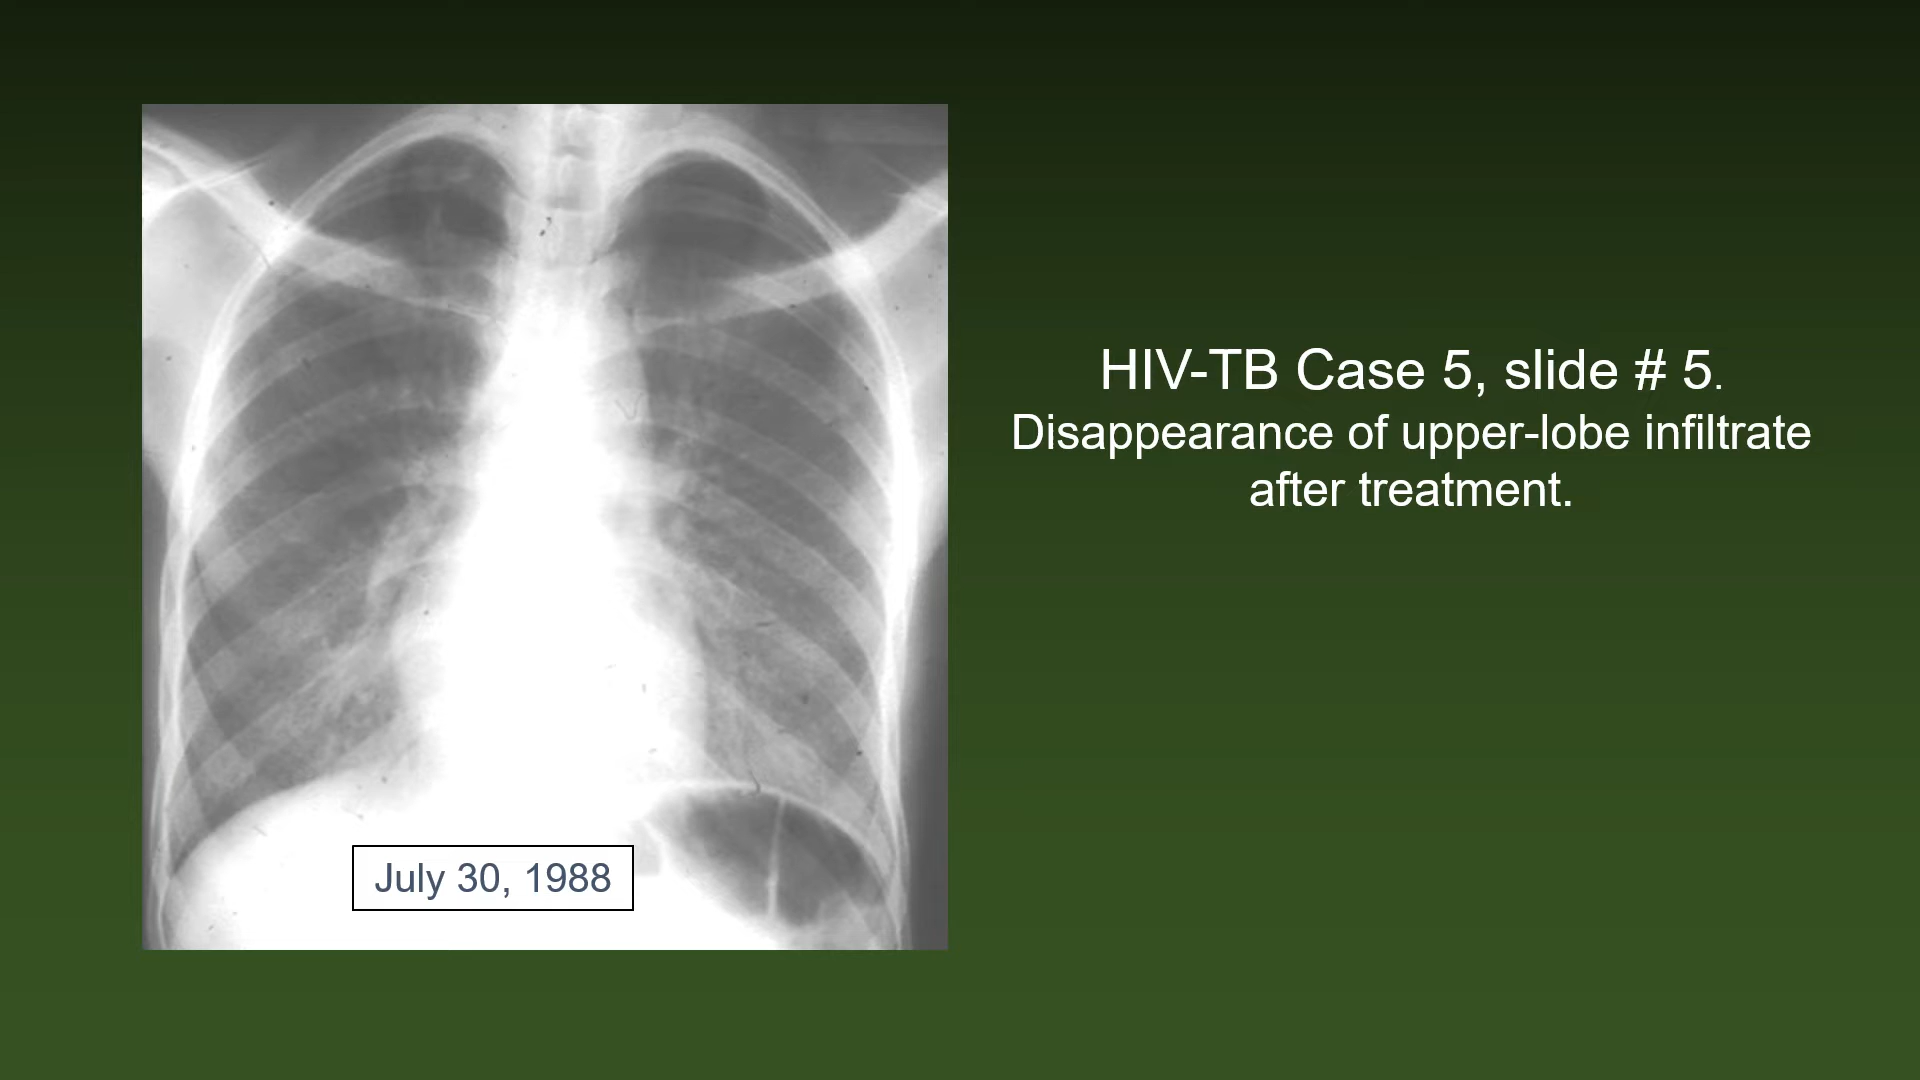 HIV-TB Case 5, slide # 5.
Disappearance of upper-lobe infiltrate
after treatment.
July 30, 1988